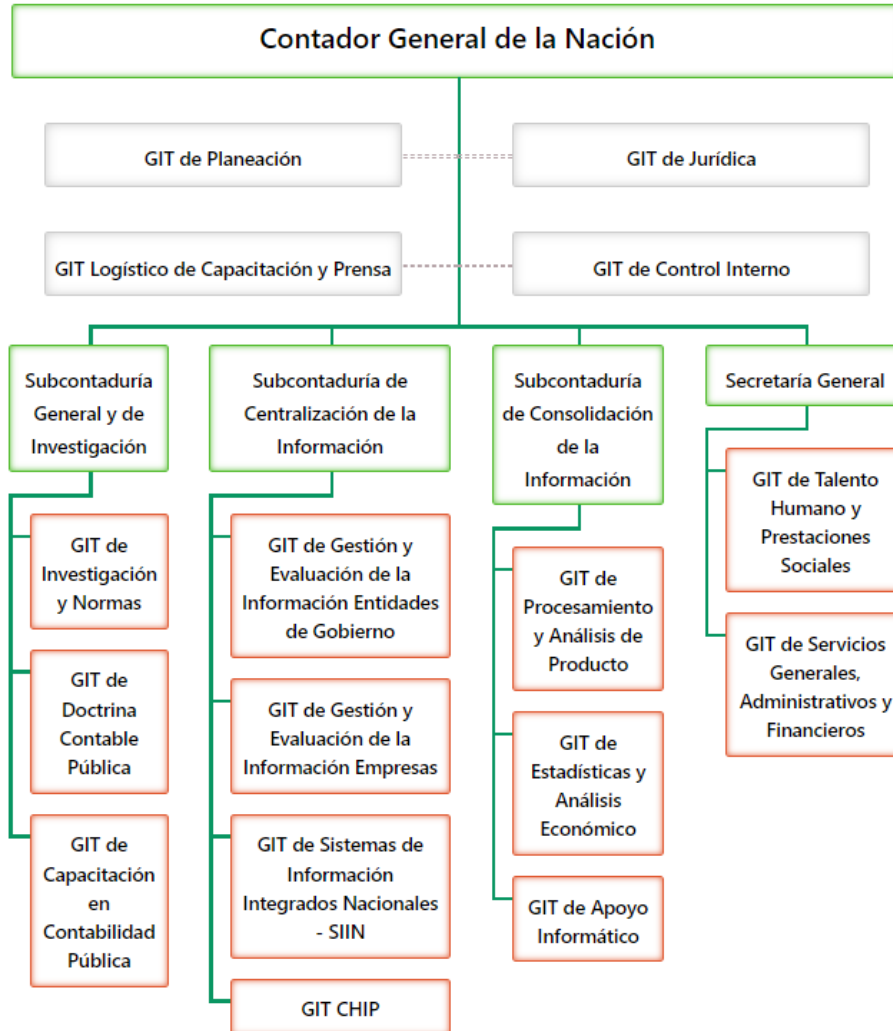 Contador General de la Nación
GIT de Planeación
GIT de Jurídica
GIT Logístico de Capacitación y Prensa
GIT de Control Interno
Subcontaduría
General y de
Investigación
GIT de
Investigación
y Normas
GIT de
Doctrina
Contable
Pública
GIT de
Capacitación
en
Contabilidad
Pública
Subcontaduría de
Centralización de la
Información
GIT de Gestión y
Evaluación de la
Información Entidades
de Gobierno
GIT de Gestión y
Evaluación de la
Información Empresas
GIT de Sistemas de
Información
Integrados Nacionales
- SIIN
GIT CHIP
Subcontaduría
de Consolidación
de la
Información
GIT de
Procesamiento
y Análisis de
Producto
GIT de
Estadísticas y
Análisis
Económico
GIT de Apoyo
Informático
Secretaría General
GIT de Talento
Humano y
Prestaciones
Sociales
GIT de Servicios
Generales,
Administrativos y
Financieros